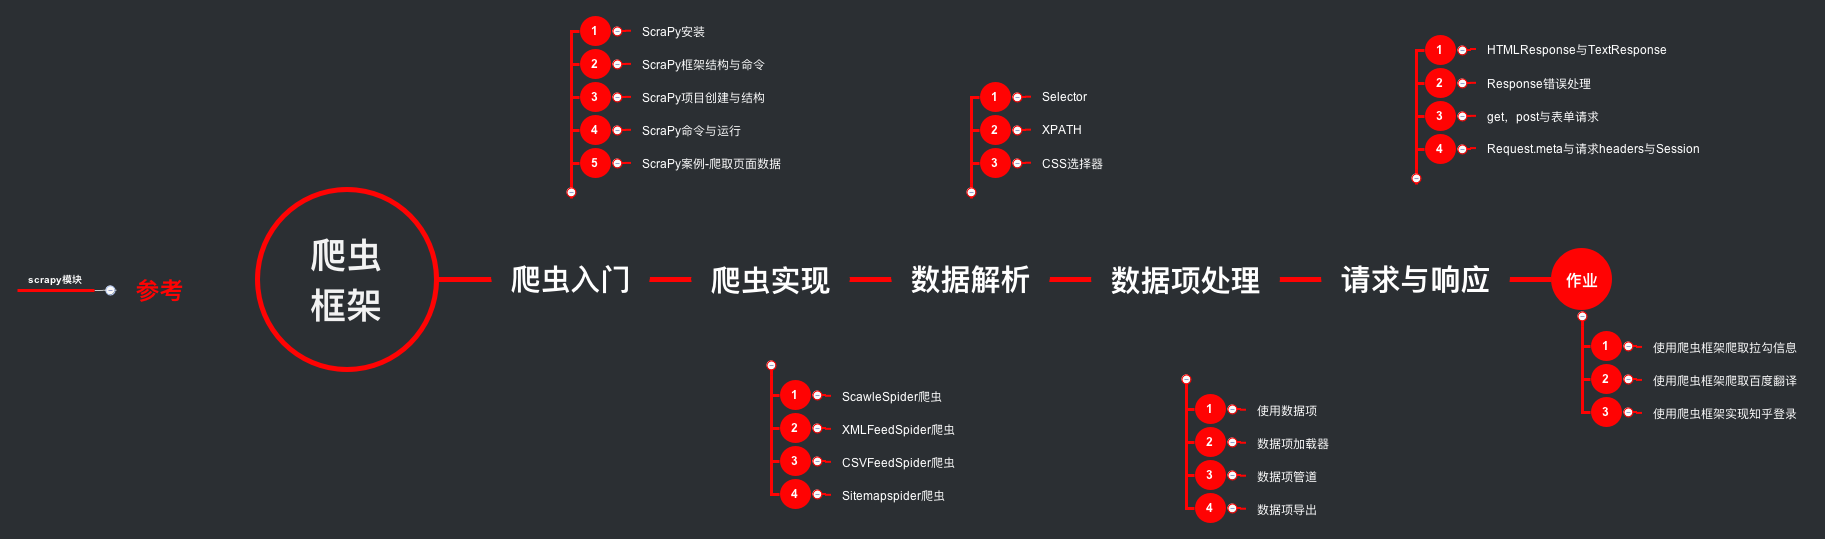 scrapy模块
参考
爬虫
框架
爬虫入门
1 ScraPy安装
2 ScraPy框架结构与命令
3 ScraPy项目创建与结构
4 ScraPy命令与运行
5 ScraPy案例-爬取页面数据
爬虫实现
1 ScawleSpider爬虫
2 XMLFeedSpider爬虫
3 CSVFeedSpider爬虫
4 Sitemapspider爬虫
数据解析
1 Selector
2 XPATH
3 CSS选择器
数据项处理
1 使用数据项
2 数据项加载器
3 数据项管道
4 数据项导出
请求与响应
1 HTMLResponse与TextResponse
2 Response错误处理
3 get，post与表单请求
4 Request.meta与请求headers与Session
作业
1 使用爬虫框架爬取拉勾信息
2 使用爬虫框架爬取百度翻译
3 使用爬虫框架实现知乎登录